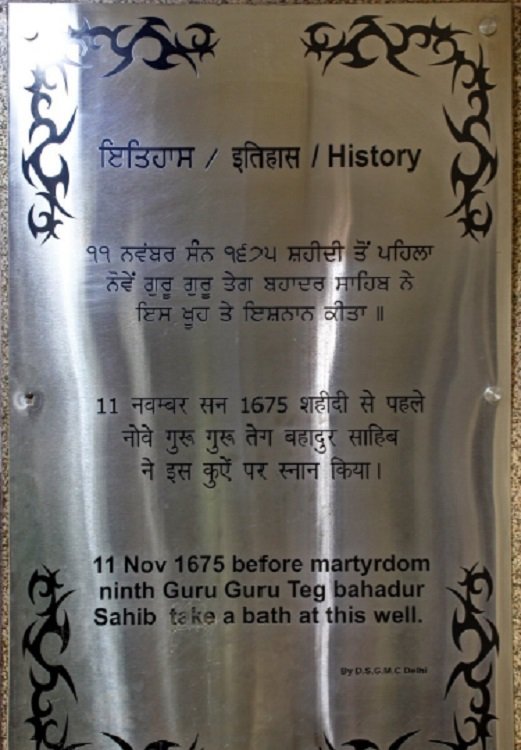 ਇਤਿਹਾਸ / इतिहास / History
੧੧ ਨਵੰਬਰ ਸੰਨ ੧੬੭੫ ਸ਼ਹੀਦੀ ਤੋਂ ਪਹਿਲਾ
ਨੌਵੇਂ ਗੁਰੂ ਗੁਰੂ ਤੇਗ ਬਹਾਦਰ ਸਾਹਿਬ ਨੇ
ਇਸ ਖੂਹ ਤੇ ਇਸ਼ਨਾਨ ਕੀਤਾ ॥
11 नवम्बर सन 1675 शहीदी से पहले
नोवे गुरू गुरू तेग बहादुर साहिब
ने इस कुऐं पर स्नान किया।
11 Nov 1675 before martyrdom
ninth Guru Guru Teg bahadur
Sahib take a bath at this well.
By D.S.G.M.C Delhi